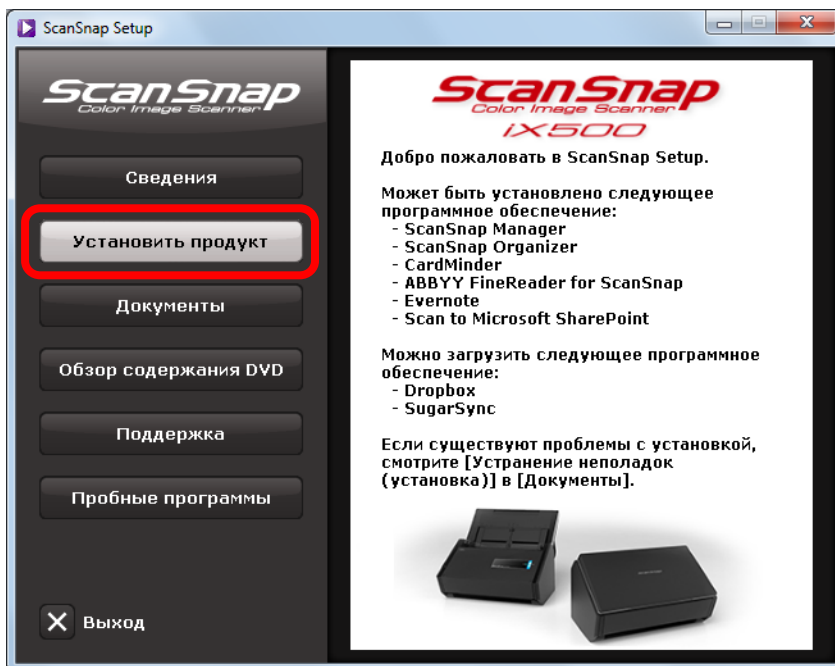 ScanSnap Setup
ScanSnap
Color Image Scanner
Сведения
Установить продукт
Документы
Обзор содержания DVD
Поддержка
Пробные программы
Выход
ScanSnap
Color Image Scanner
iX500
Добро пожаловать в ScanSnap Setup.
Может быть установлено следующее
программное обеспечение:
- ScanSnap Manager
- ScanSnap Organizer
- CardMinder
- ABBYY FineReader for ScanSnap
- Evernote
- Scan to Microsoft SharePoint
Можно загрузить следующее программное
обеспечение:
- Dropbox
- SugarSync
Если существуют проблемы с установкой,
смотрите [Устранение неполадок
(установка)] в [Документы].